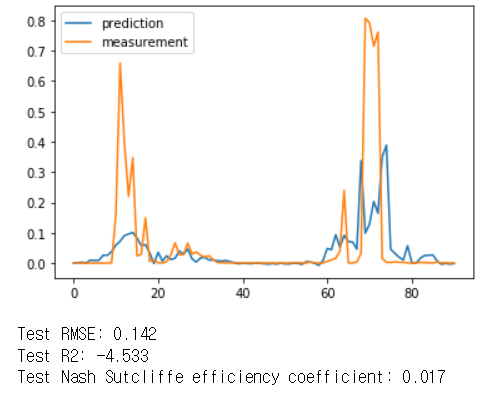 prediction
measurement
0.8
0.7
0.6
0.5
0.4
0.3
0.2
0.1
0.0
0 20 40 60 80
Test RMSE: 0.142
Test R2: -4.533
Test Nash Sutcliffe efficiency coefficient: 0.017